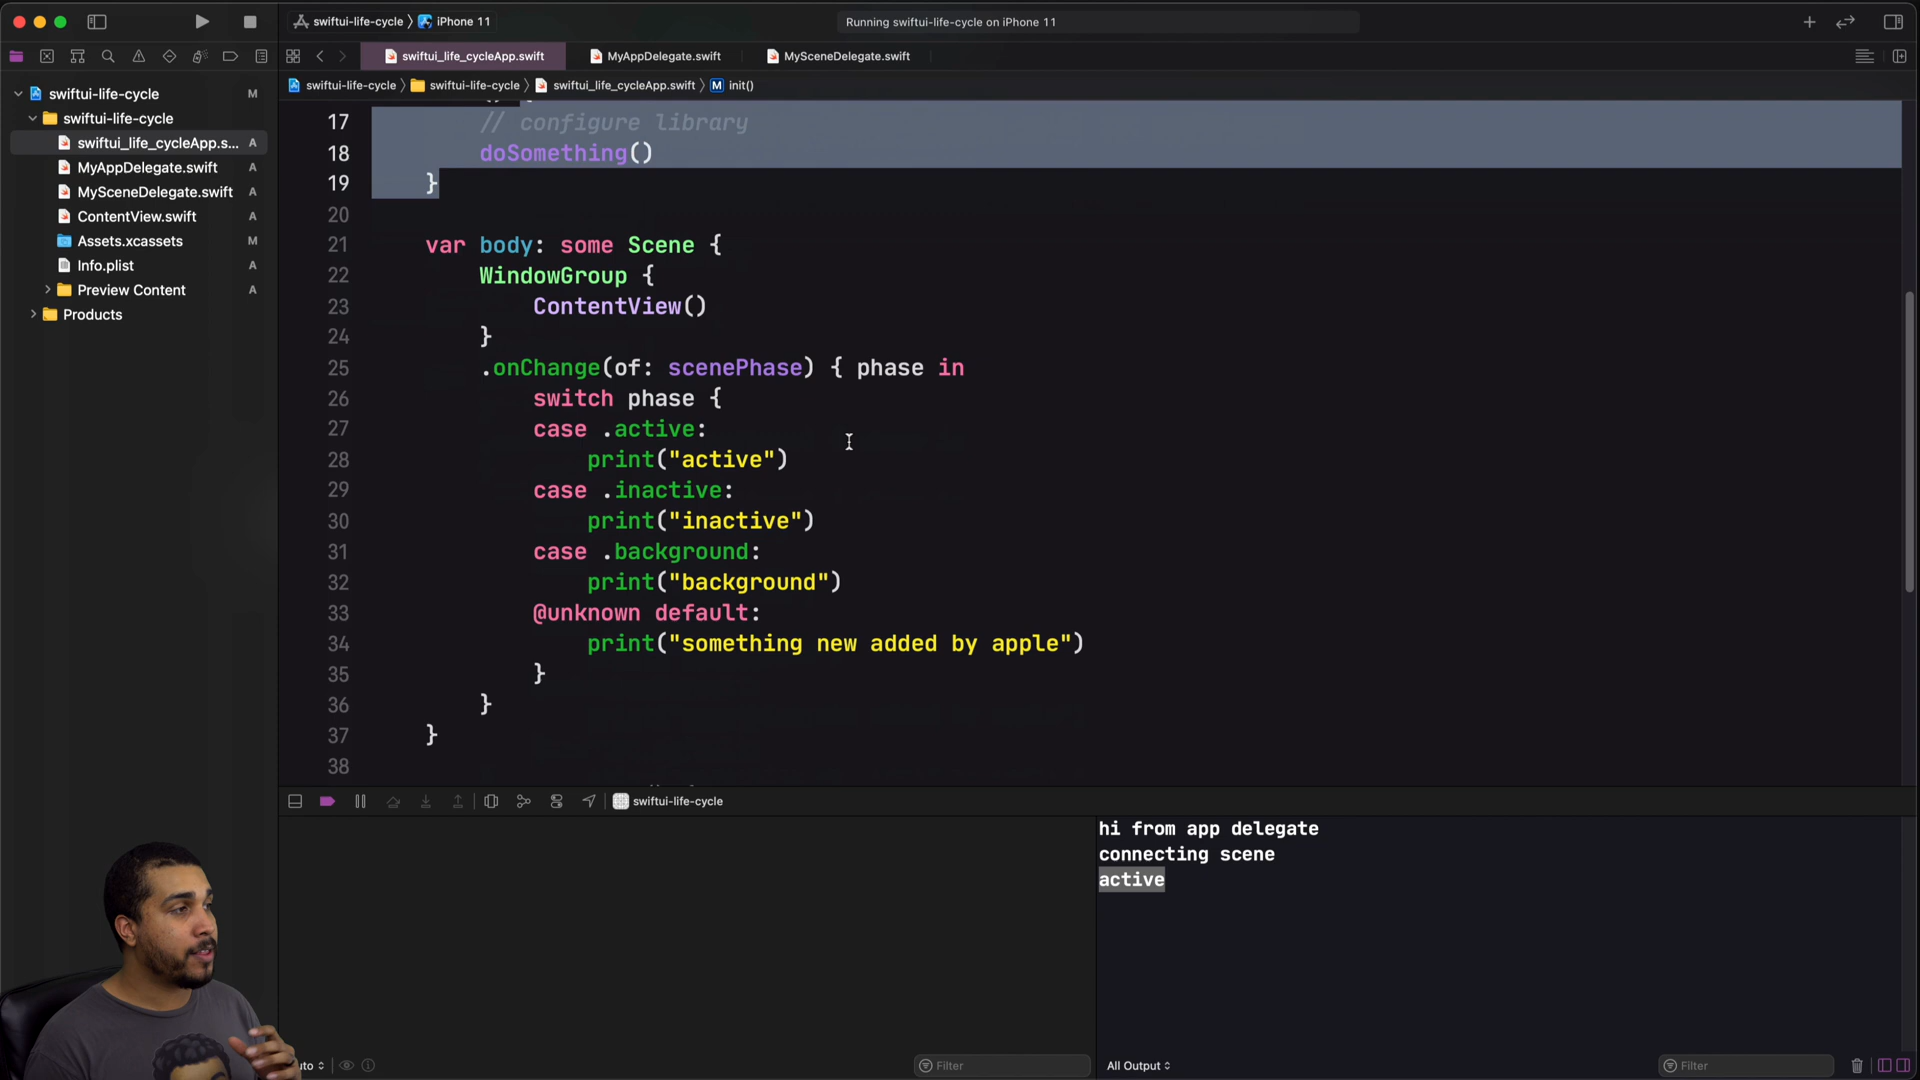 swiftui-life-cycle
iPhone 11
Running swiftui-life-cycle on iPhone 11
swiftui_life_cycleApp.swift
MyAppDelegate.swift
MySceneDelegate.swift
swiftui-life-cycle
swiftui-life-cycle
swiftui_life_cycleApp.swift
M
init()
swiftui-life-cycle M
swiftui-life-cycle
swiftui_life_cycleApp.s... A
MyAppDelegate.swift A
MySceneDelegate.swift A
ContentView.swift A
Assets.xcassets M
Info.plist A
Preview Content A
Products
17 // configure library
18 doSomething()
19 }
20
21 var body: some Scene {
22 WindowGroup {
23 ContentView()
24 }
25 .onChange(of: scenePhase) { phase in
26 switch phase {
27 case .active:
28 print("active")
29 case .inactive:
30 print("inactive")
31 case .background:
32 print("background")
33 @unknown default:
34 print("something new added by apple")
35 }
36 }
37 }
38
swiftui-life-cycle
hi from app delegate
connecting scene
active
Filter
All Output
Filter